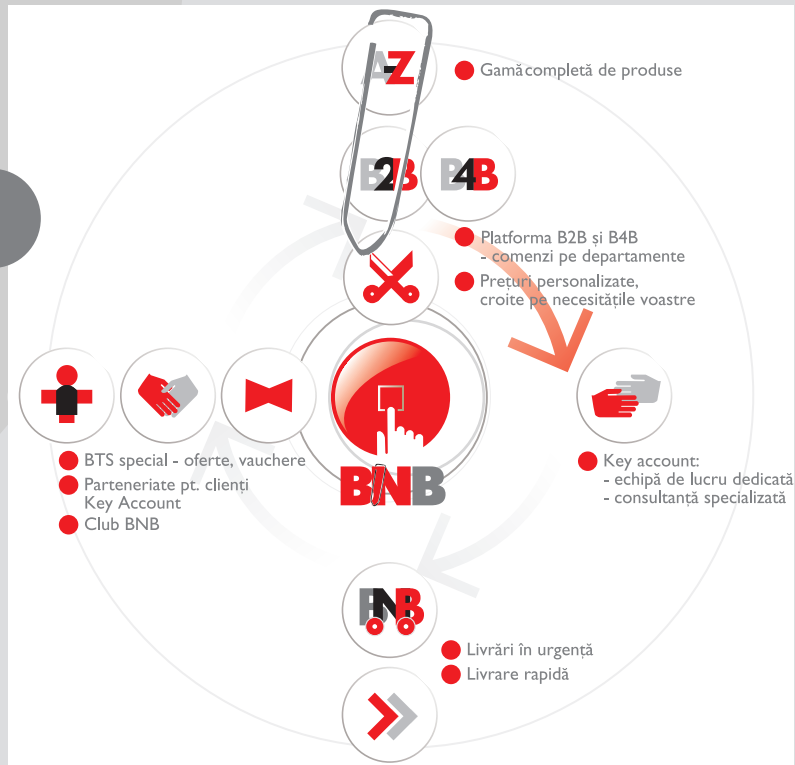 A-Z
Gamă completă de produse
B2B
B4B
Platforma B2B și B4B
- comenzi pe departamente
Prețuri personalizate,
croite pe necesitățile voastre
BTS special - oferte, vauchere
Parteneriate pt. clienți
Key Account
Club BNB
BNB
Key account:
- echipă de lucru dedicată
- consultanță specializată
BNB
Livrări în urgență
Livrare rapidă